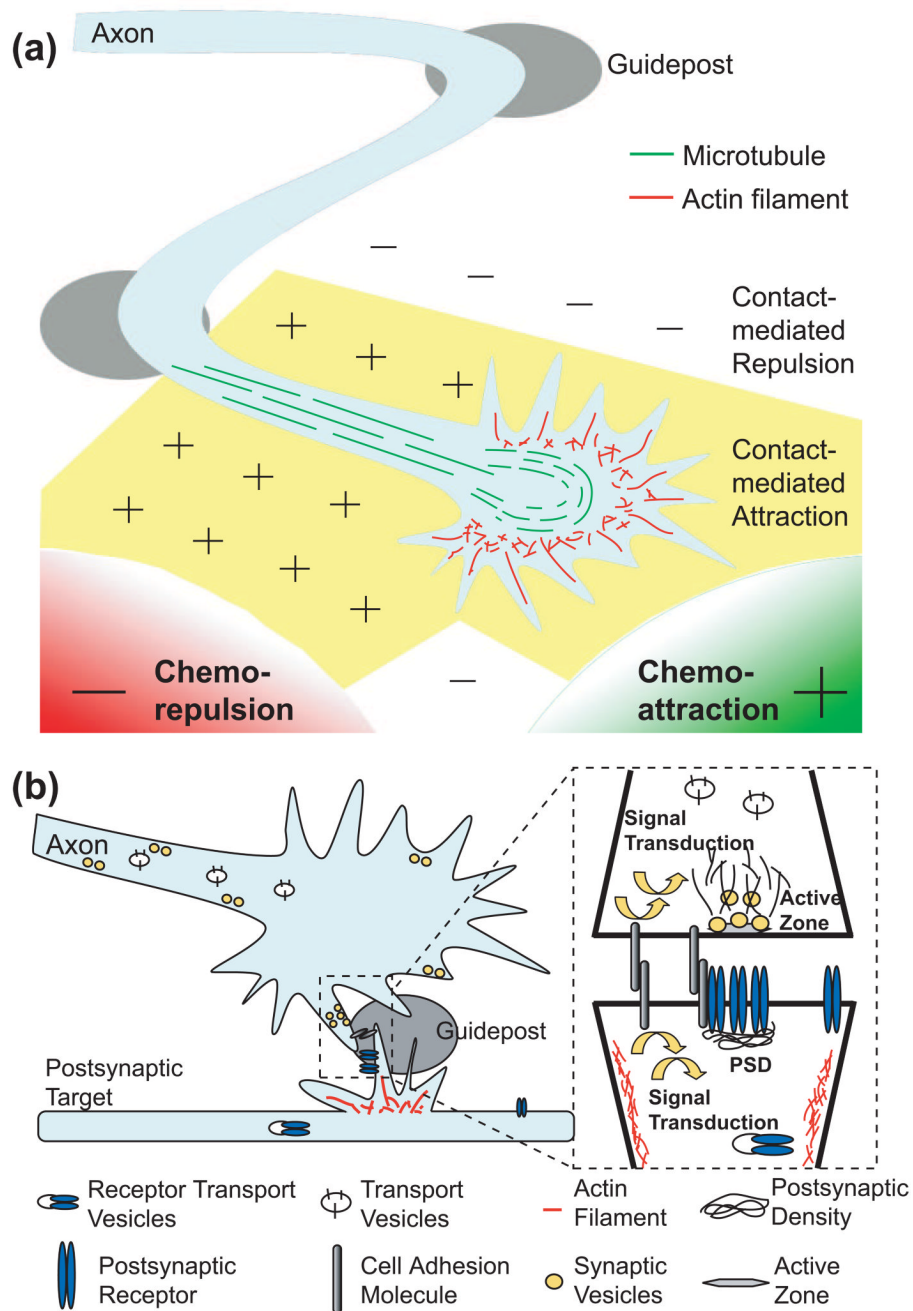 (a)
Axon
Guidepost
Microtubule
Actin filament
Contact-
mediated
Repulsion
Contact-
mediated
Attraction
Chemo-
repulsion
Chemo-
attraction
(b)
Axon
Guidepost
Postsynaptic
Target
Signal
Transduction
Active
Zone
PSD
Signal
Transduction
Receptor Transport
Vesicles
Transport
Vesicles
Actin
Filament
Postsynaptic
Density
Postsynaptic
Receptor
Cell Adhesion
Molecule
Synaptic
Vesicles
Active
Zone